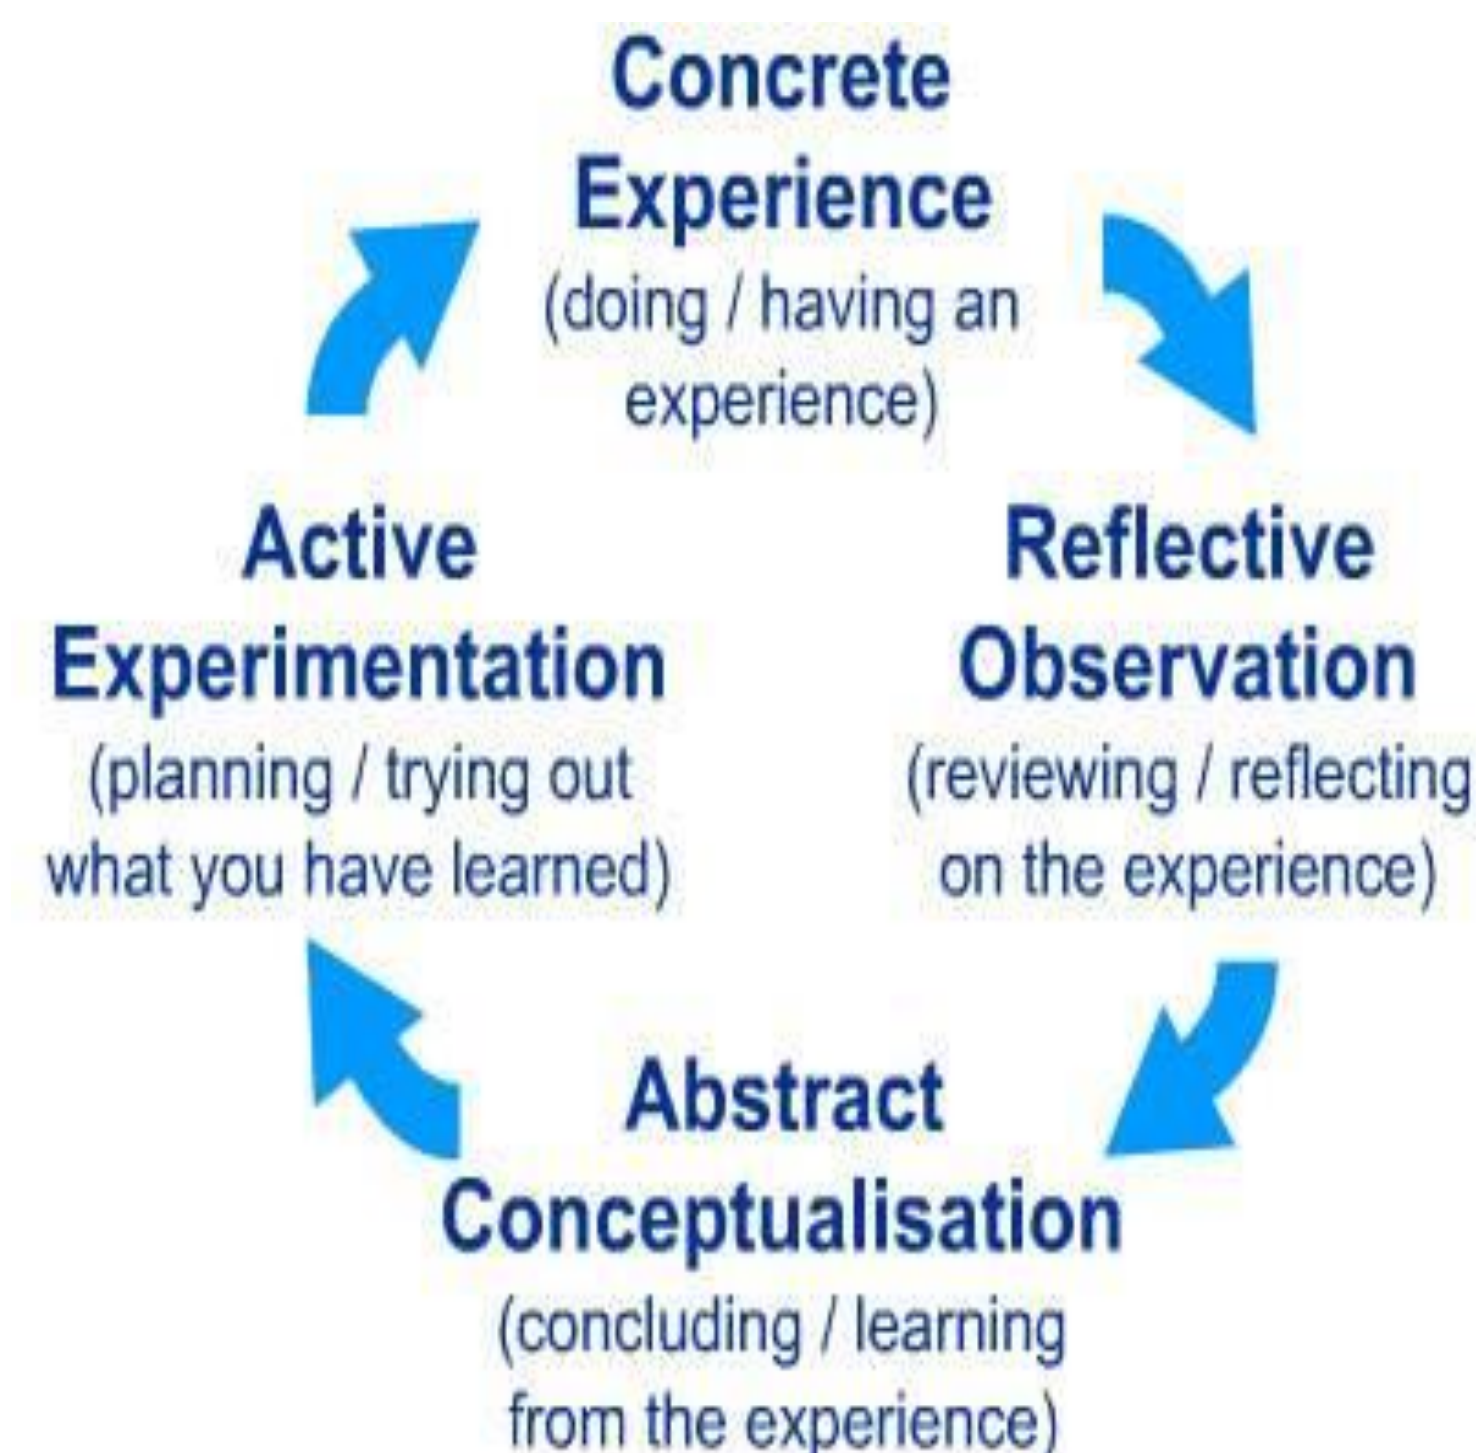 Concrete
Experience
(doing / having an
experience)
Active
Experimentation
(planning / trying out
what you have learned)
Reflective
Observation
(reviewing / reflecting
on the experience)
Abstract
Conceptualisation
(concluding / learning
from the experience)